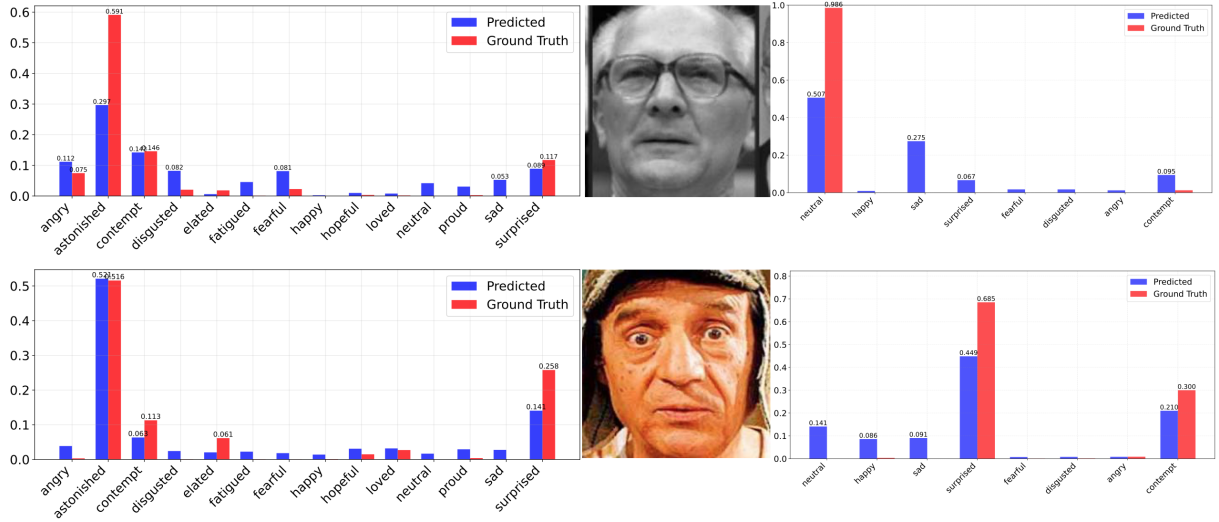 0.6
0.5
0.4
0.3
0.2
0.1
0.0
0.112
0.075
0.297
0.591
0.146
0.082
0.081
0.053
0.089
0.117
Predicted
Ground Truth
angry
astonished
contempt
disgusted
elated
fatigued
fearful
happy
hopeful
loved
neutral
proud
sad
surprised
1.0
0.8
0.6
0.4
0.2
0.0
0.507
0.986
0.275
0.067
0.095
Predicted
Ground Truth
neutral
happy
sad
surprised
fearful
disgusted
angry
contempt
0.5
0.4
0.3
0.2
0.1
0.0
0.521
0.516
0.063
0.113
0.061
0.141
0.258
Predicted
Ground Truth
angry
astonished
contempt
disgusted
elated
fatigued
fearful
happy
hopeful
loved
neutral
proud
sad
surprised
0.8
0.7
0.6
0.5
0.4
0.3
0.2
0.1
0.0
0.141
0.086
0.091
0.449
0.685
0.210
0.300
Predicted
Ground Truth
neutral
happy
sad
surprised
fearful
disgusted
angry
contempt